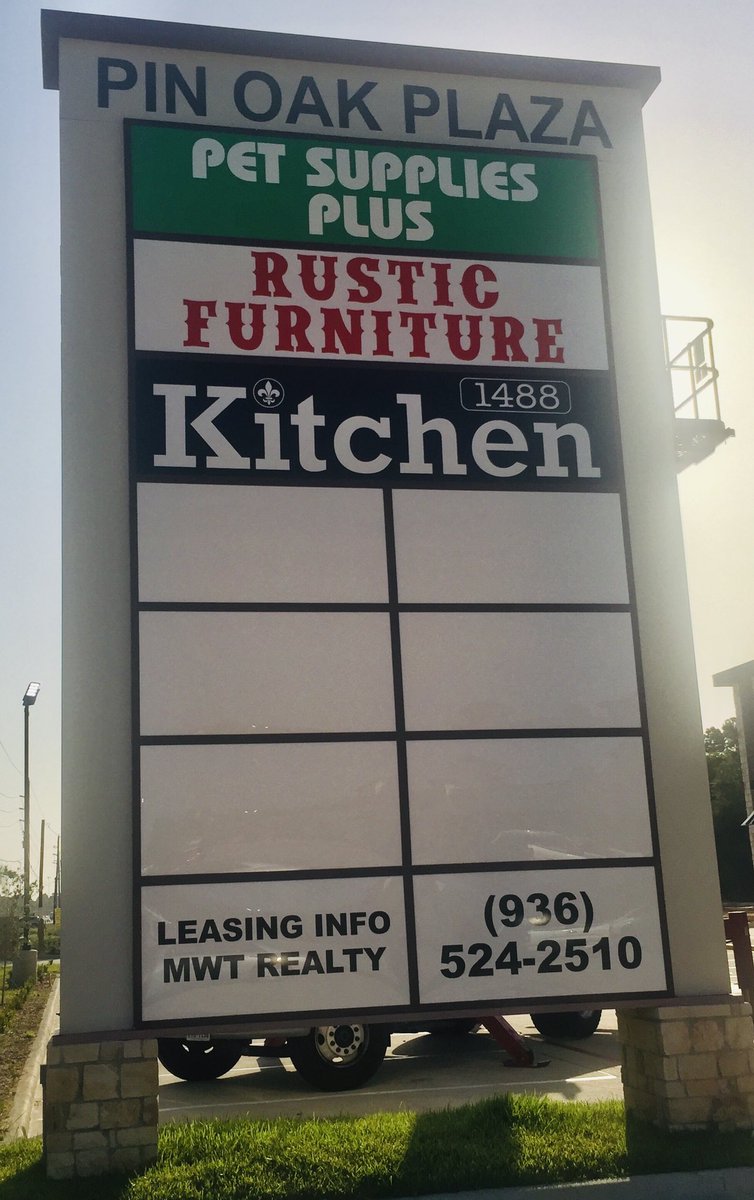 PIN OAK PLAZA
PET SUPPLIES
PLUS
RUSTIC
FURNITURE
1488
Kitchen
LEASING INFO
MWT REALTY
(936)
524-2510